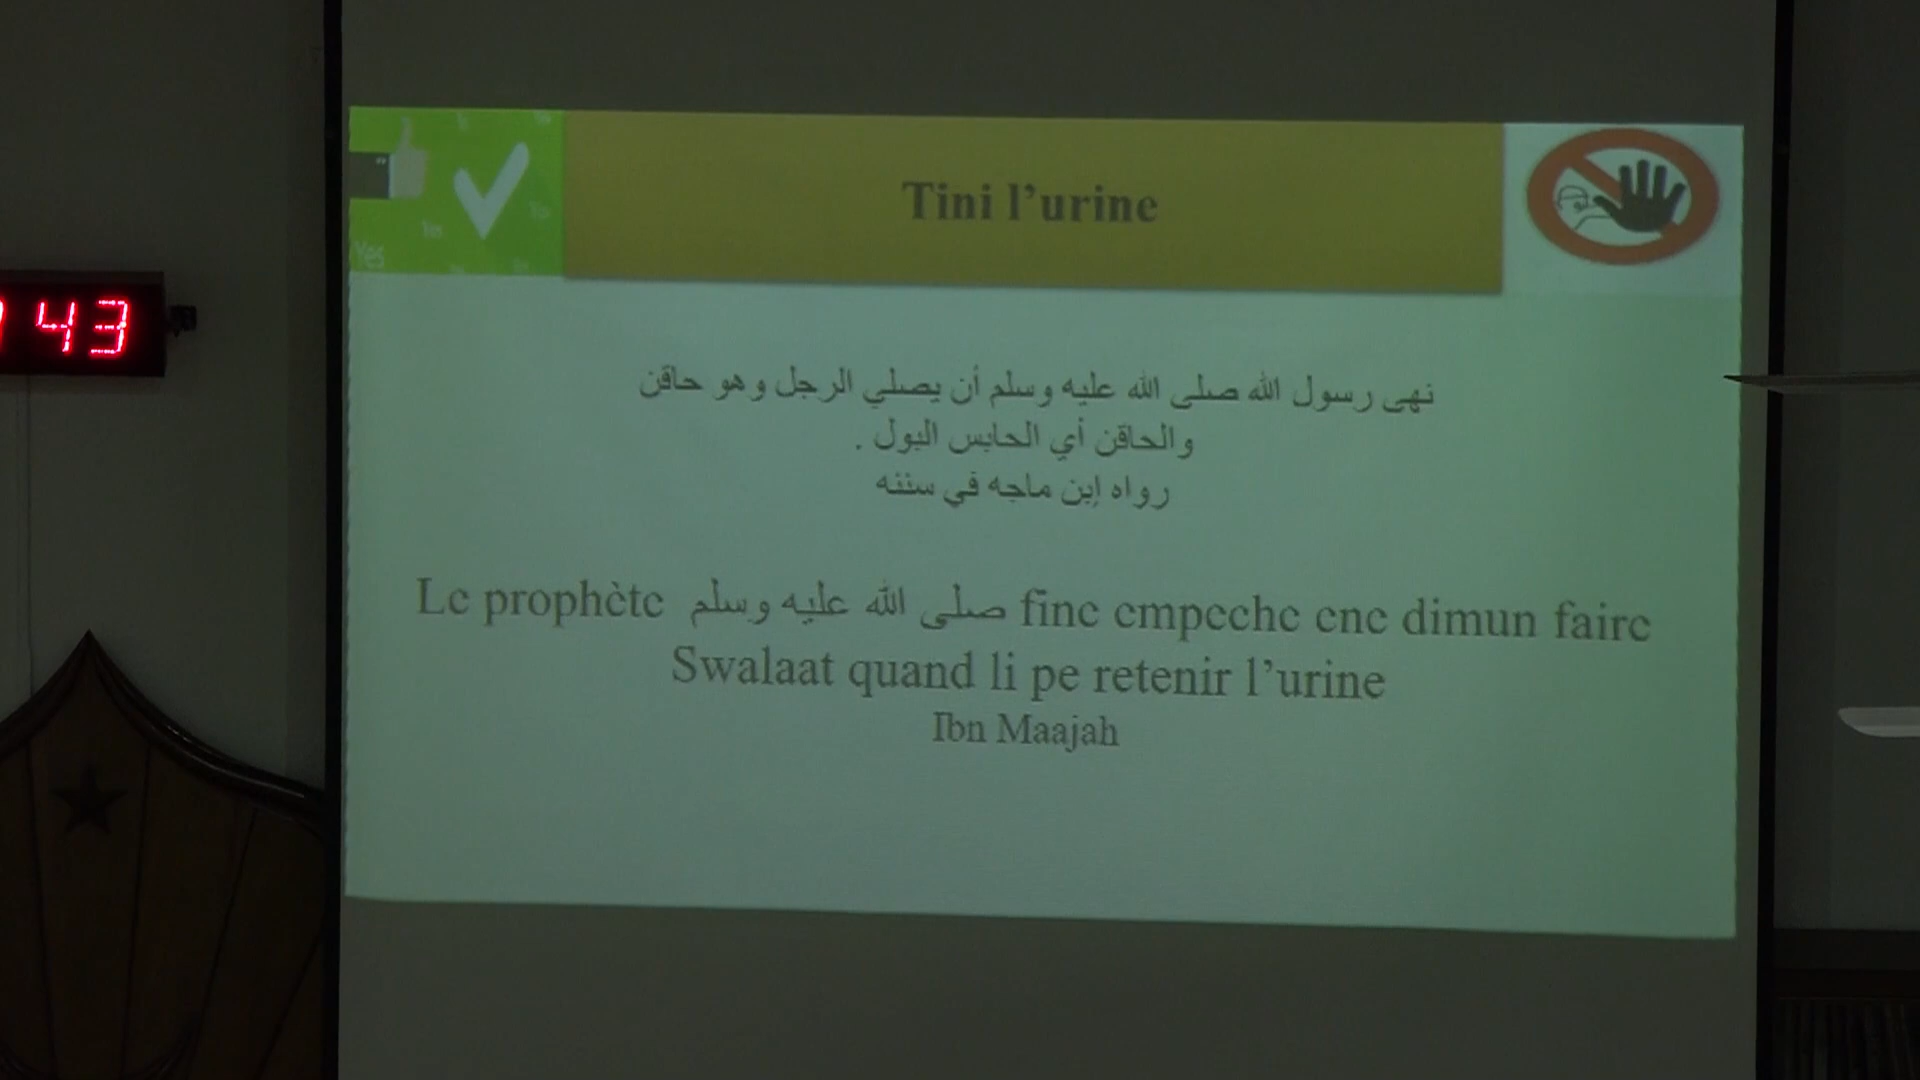 Tini l'urine
Yes
43
نهى رسول الله صلى الله عليه وسلم أن يصلي الرجل وهو حاقن
والحاقن أي الحابس البول .
رواه إبن ماجه في سننه
Le prophète صلى الله عليه وسلم fine empeche ene dimun faire
Swalaat quand li pe retenir l'urine
Ibn Maajah